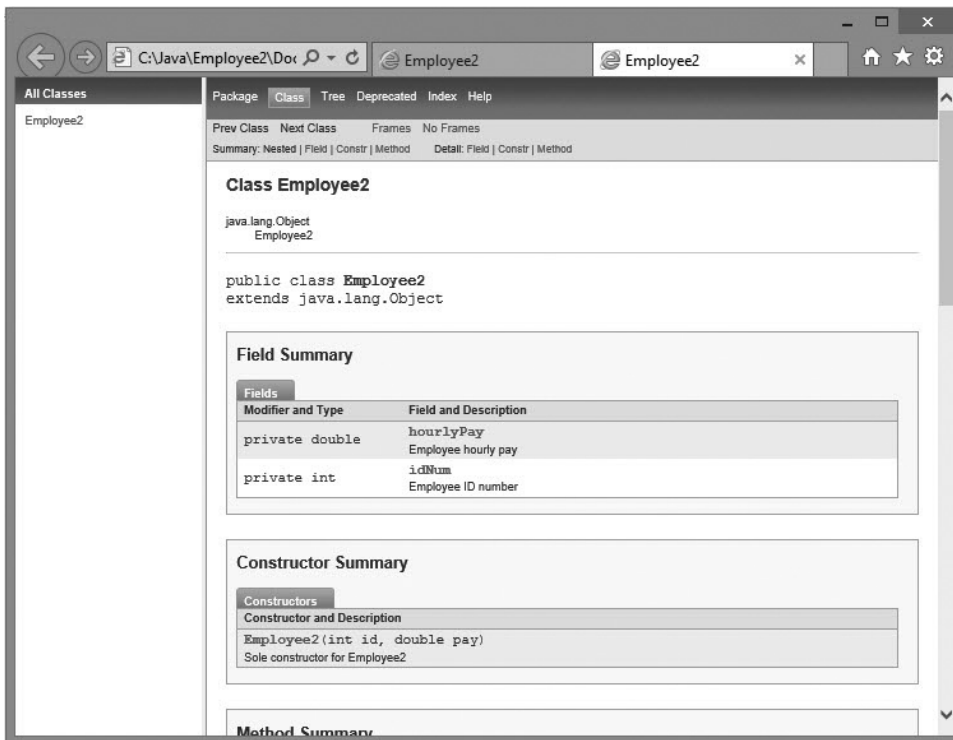 C:\Java\Employee2\Doc
Employee2
Employee2
All Classes
Employee2
Package Class Tree Deprecated Index Help
Prev Class Next Class Frames No Frames
Summary: Nested | Field | Constr | Method Detail: Field | Constr | Method
Class Employee2
java.lang.Object
Employee2
public class Employee2
extends java.lang.Object
Field Summary
Fields
Modifier and Type Field and Description
private double hourlyPay
Employee hourly pay
private int idNum
Employee ID number
Constructor Summary
Constructors
Constructor and Description
Employee2(int id, double pay)
Sole constructor for Employee2
Method Summary